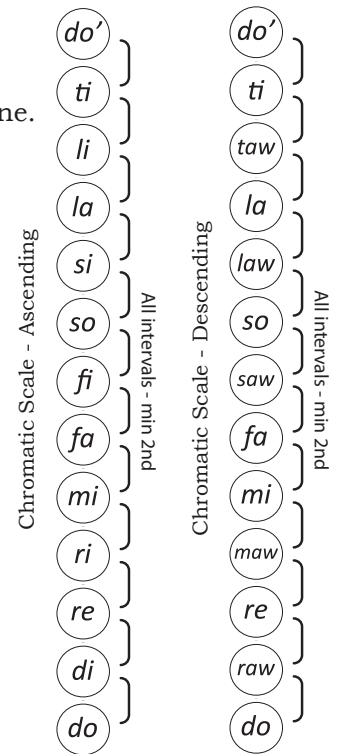 ne.
Chromatic Scale - Ascending
do’
ti
li
la
si
so
fi
fa
mi
ri
re
di
do
All intervals - min 2nd
Chromatic Scale - Descending
do’
ti
taw
la
law
so
saw
fa
mi
maw
re
raw
do
All intervals - min 2nd